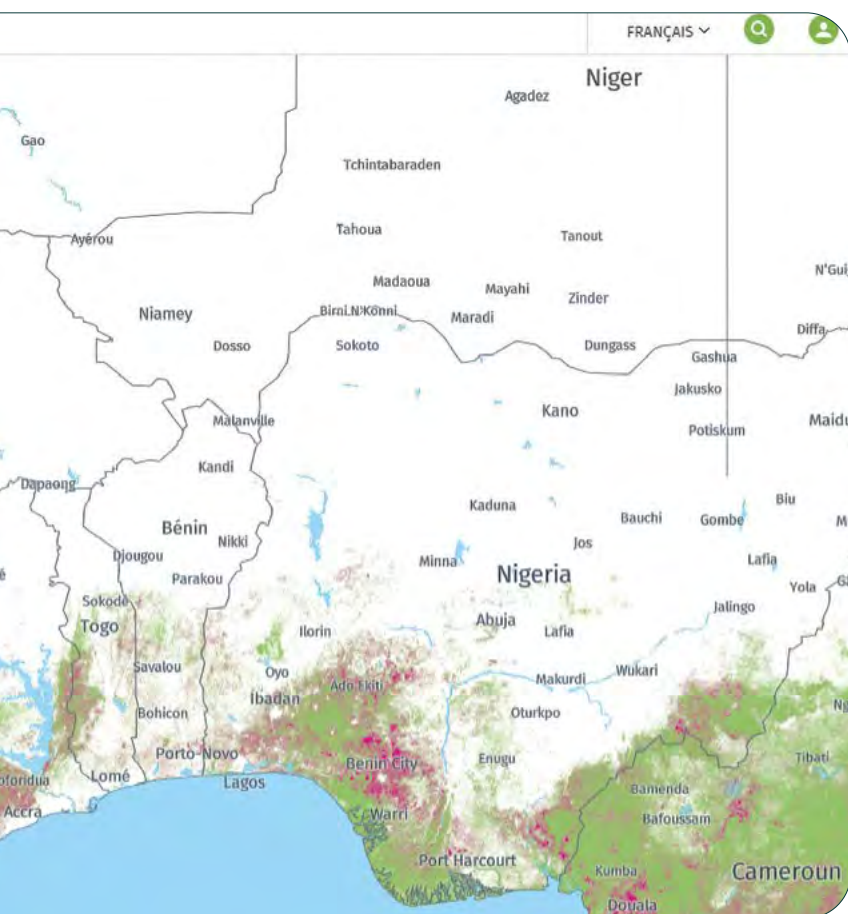 FRANÇAIS
Niger
Agadez
Gao
Tchintabaraden
Tahoua
Tanout
Ayérou
N'Gui
Madaoua
Mayahi
Zinder
Niamey
Birni N'Konni
Maradi
Diffa
Dosso
Sokoto
Dungass
Gashua
Jakusko
Kano
Malanville
Potiskum
Maidu
Kandi
Dapaong
Kaduna
Biu
Bénin
Bauchi
Gombe
M
Nikki
Jos
Djougou
Minna
Lafia
é
Nigeria
Parakou
Yola
Ga
Sokodé
Jalingo
Togo
Abuja
Ilorin
Lafia
Savalou
Oyo
Wukari
Makurdi
Ado Ekiti
Ibadan
Ng
Bohicon
Oturkpo
Porto-Novo
Enugu
Tibati
Benin City
oforidua
Lomé
Lagos
Bamenda
Accra
Warri
Bafoussam
Port Harcourt
Kumba
Cameroun
Douala